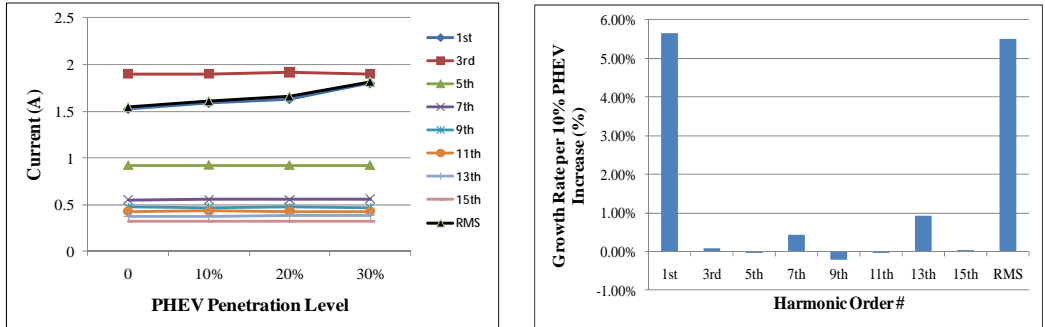 2.5
2
1.5
1
0.5
0
Current (A)
0
10%
20%
30%
PHEV Penetration Level
1st
3rd
5th
7th
9th
11th
13th
15th
RMS
6.00%
5.00%
4.00%
3.00%
2.00%
1.00%
0.00%
-1.00%
Growth Rate per 10% PHEV
Increase (%)
1st
3rd
5th
7th
9th
11th
13th
15th
RMS
Harmonic Order #